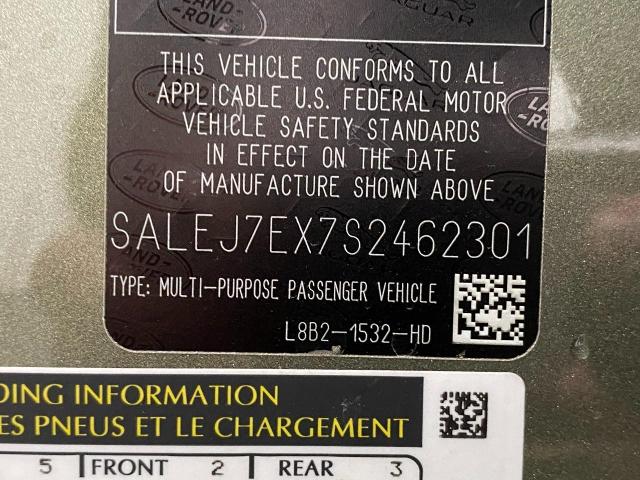 THIS VEHICLE CONFORMS TO ALL
APPLICABLE U.S. FEDERAL MOTOR
VEHICLE SAFETY STANDARDS
IN EFFECT ON THE DATE
OF MANUFACTURE SHOWN ABOVE
SALEJ7EX7S2462301
TYPE: MULTI-PURPOSE PASSENGER VEHICLE
L8B2-1532-HD
DING INFORMATION
ES PNEUS ET LE CHARGEMENT
5 FRONT 2 REAR 3